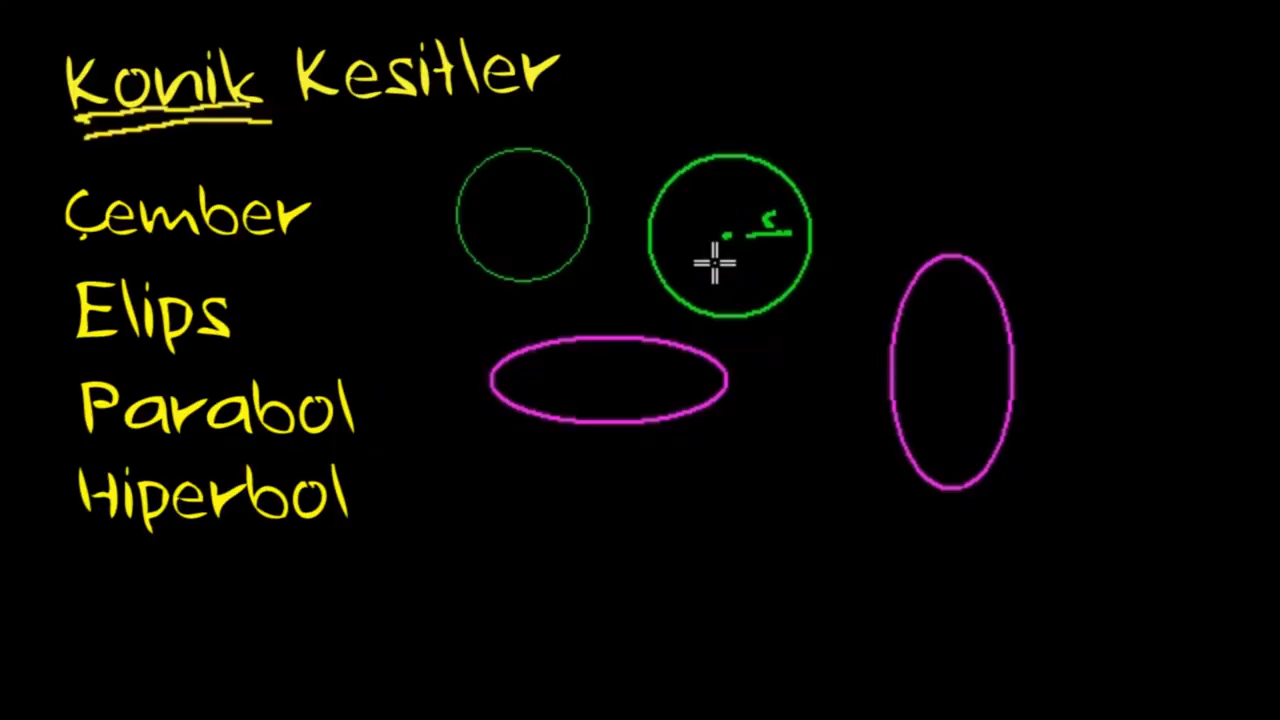 Konik Kesitler
Çember
Elips
Parabol
Hiperbol